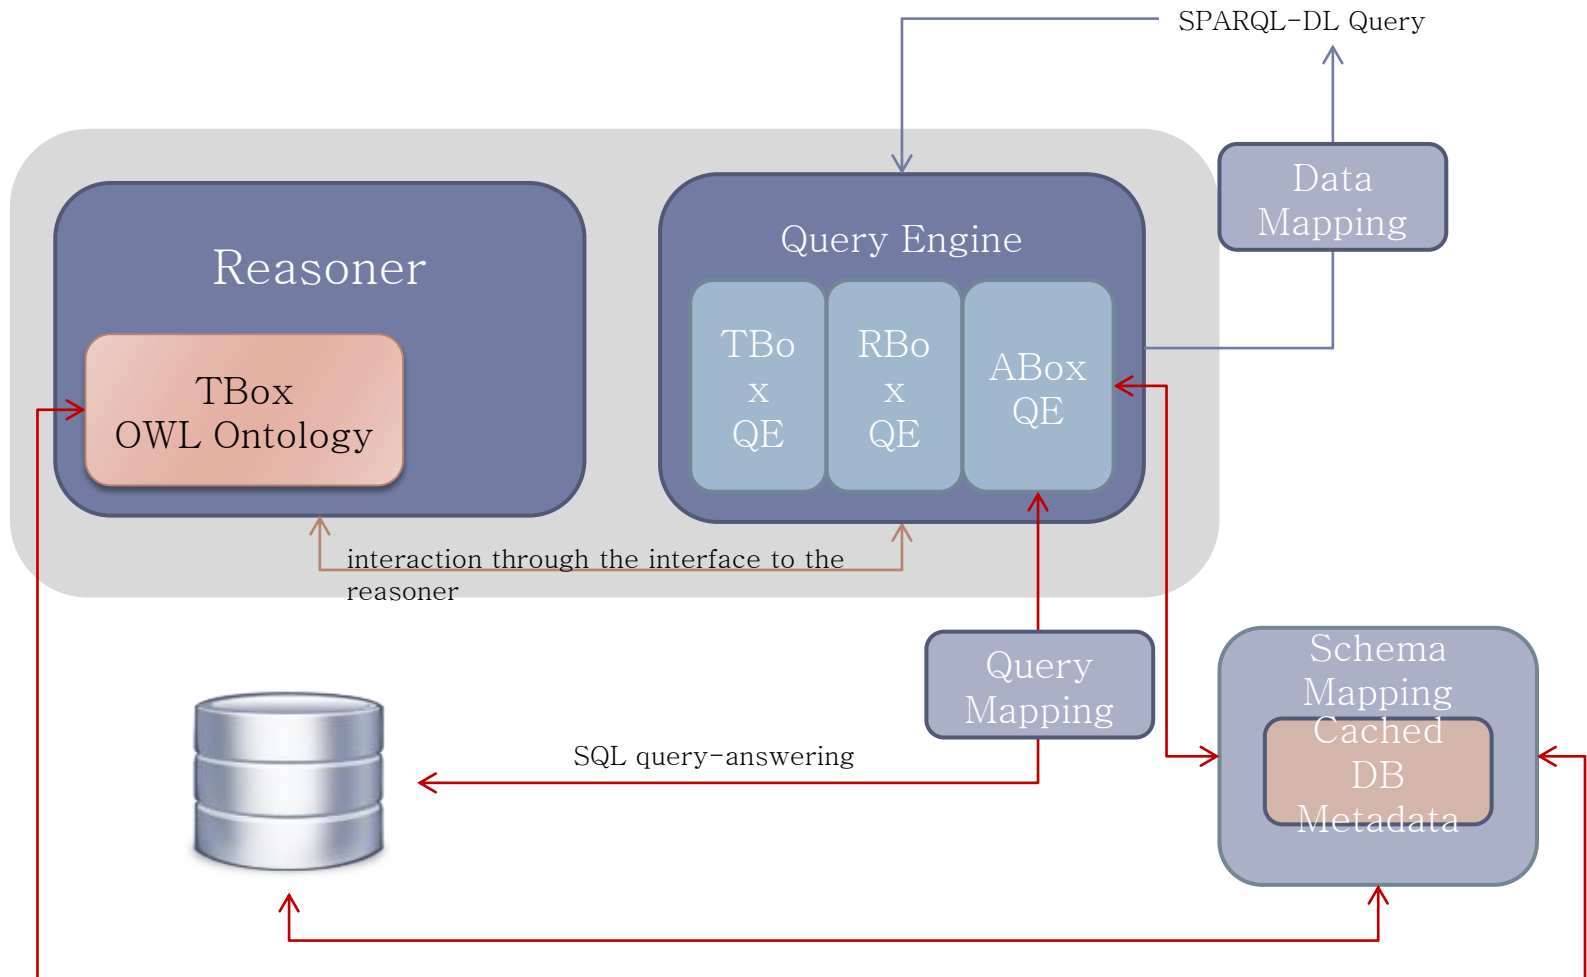 SPARQL-DL Query
Data
Mapping
Reasoner
Query Engine
TBo
x
QE
RBo
x
QE
ABox
QE
TBox
OWL Ontology
interaction through the interface to the
reasoner
Query
Mapping
Schema
Mapping
Cached
DB
Metadata
SQL query-answering